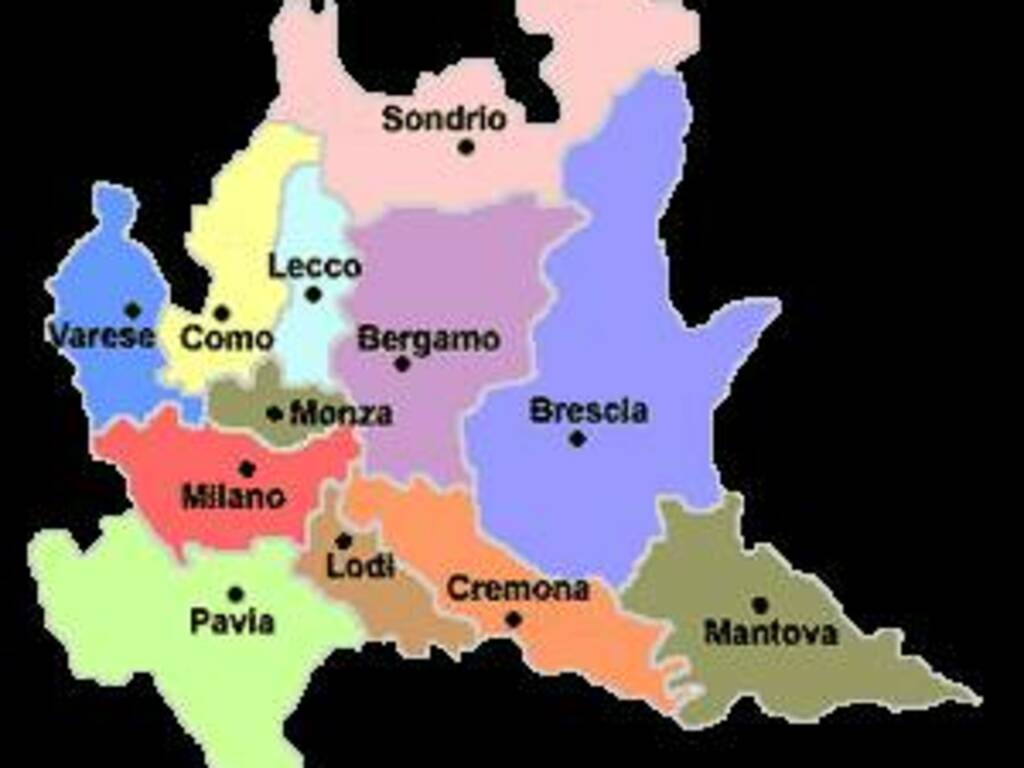 Sondrio
Lecco
Varese
Como
Bergamo
Monza
Brescia
Milano
Lodi
Cremona
Pavia
Mantova